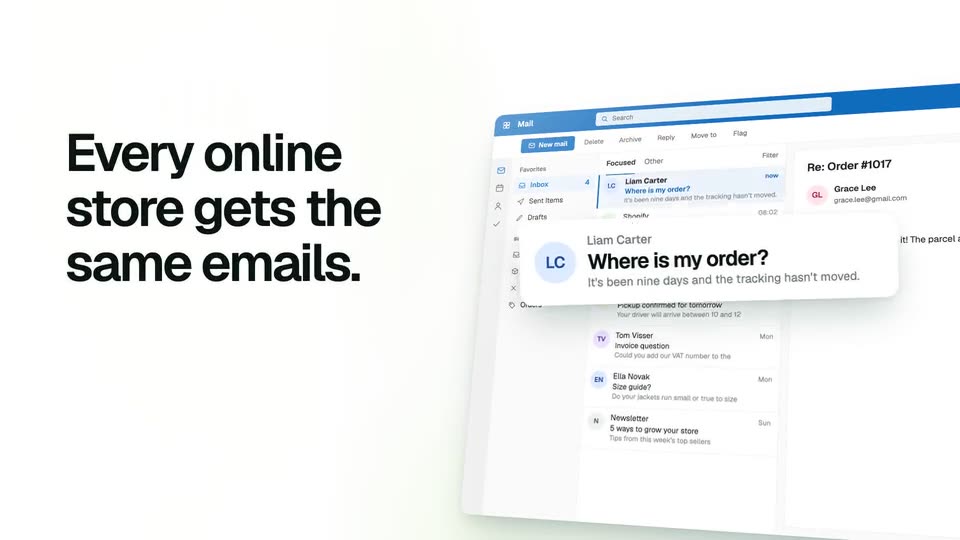 Every online
store gets the
same emails.
Mail
Search
New mail
Delete
Archive
Reply
Move to
Flag
Favorites
Inbox 4
Sent Items
Drafts
Focused
Other
Filter
LC
Liam Carter
now
Where is my order?
It's been nine days and the tracking hasn't moved.
Shopify
08:02
LC
Liam Carter
Where is my order?
It's been nine days and the tracking hasn't moved.
Orders
Pickup confirmed for tomorrow
Your driver will arrive between 10 and 12
TV
Tom Visser
Mon
Invoice question
Could you add our VAT number to the
EN
Ella Novak
Mon
Size guide?
Do your jackets run small or true to size
N
Newsletter
Sun
5 ways to grow your store
Tips from this week's top sellers
Re: Order #1017
GL
Grace Lee
grace.lee@gmail.com
it! The parcel a